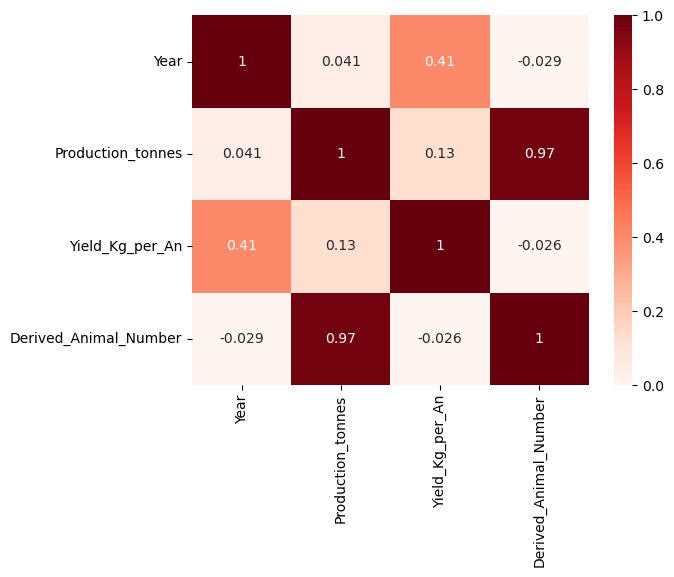 Year 1 0.041 0.41 -0.029
Production_tonnes 0.041 1 0.13 0.97
Yield_Kg_per_An 0.41 0.13 1 -0.026
Derived_Animal_Number -0.029 0.97 -0.026 1
Year
Production_tonnes
Yield_Kg_per_An
Derived_Animal_Number
1.0
0.8
0.6
0.4
0.2
0.0